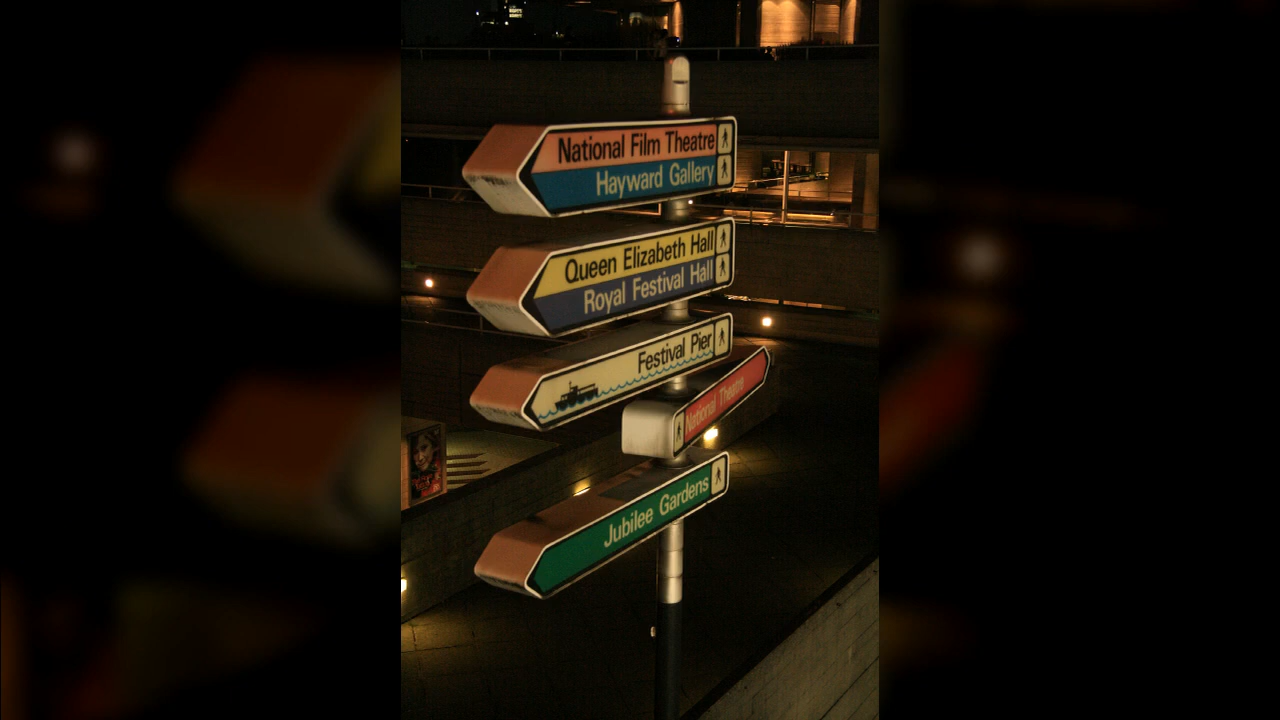 National Film Theatre
Hayward Gallery
Queen Elizabeth Hall
Royal Festival Hall
Festival Pier
National Theatre
Jubilee Gardens